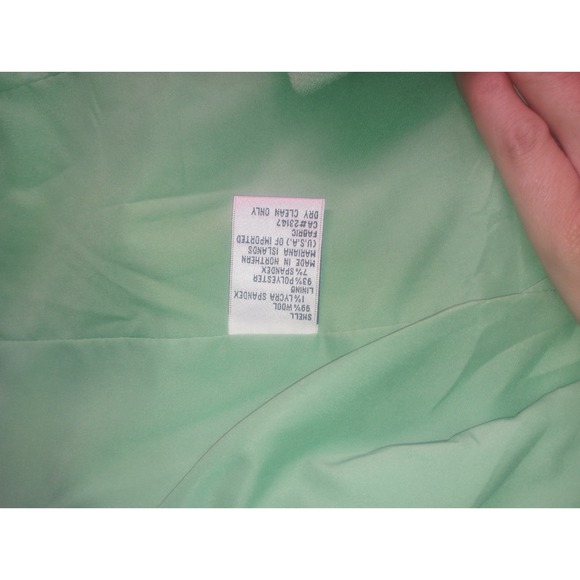 SHELL
99% WOOL
1% LYCRA SPANDEX
LINING
93% POLYESTER
7% SPANDEX
MADE IN NORTHERN
MARIANA ISLANDS
(U.S.A.) OF IMPORTED
FABRIC
CA#23147
DRY CLEAN ONLY